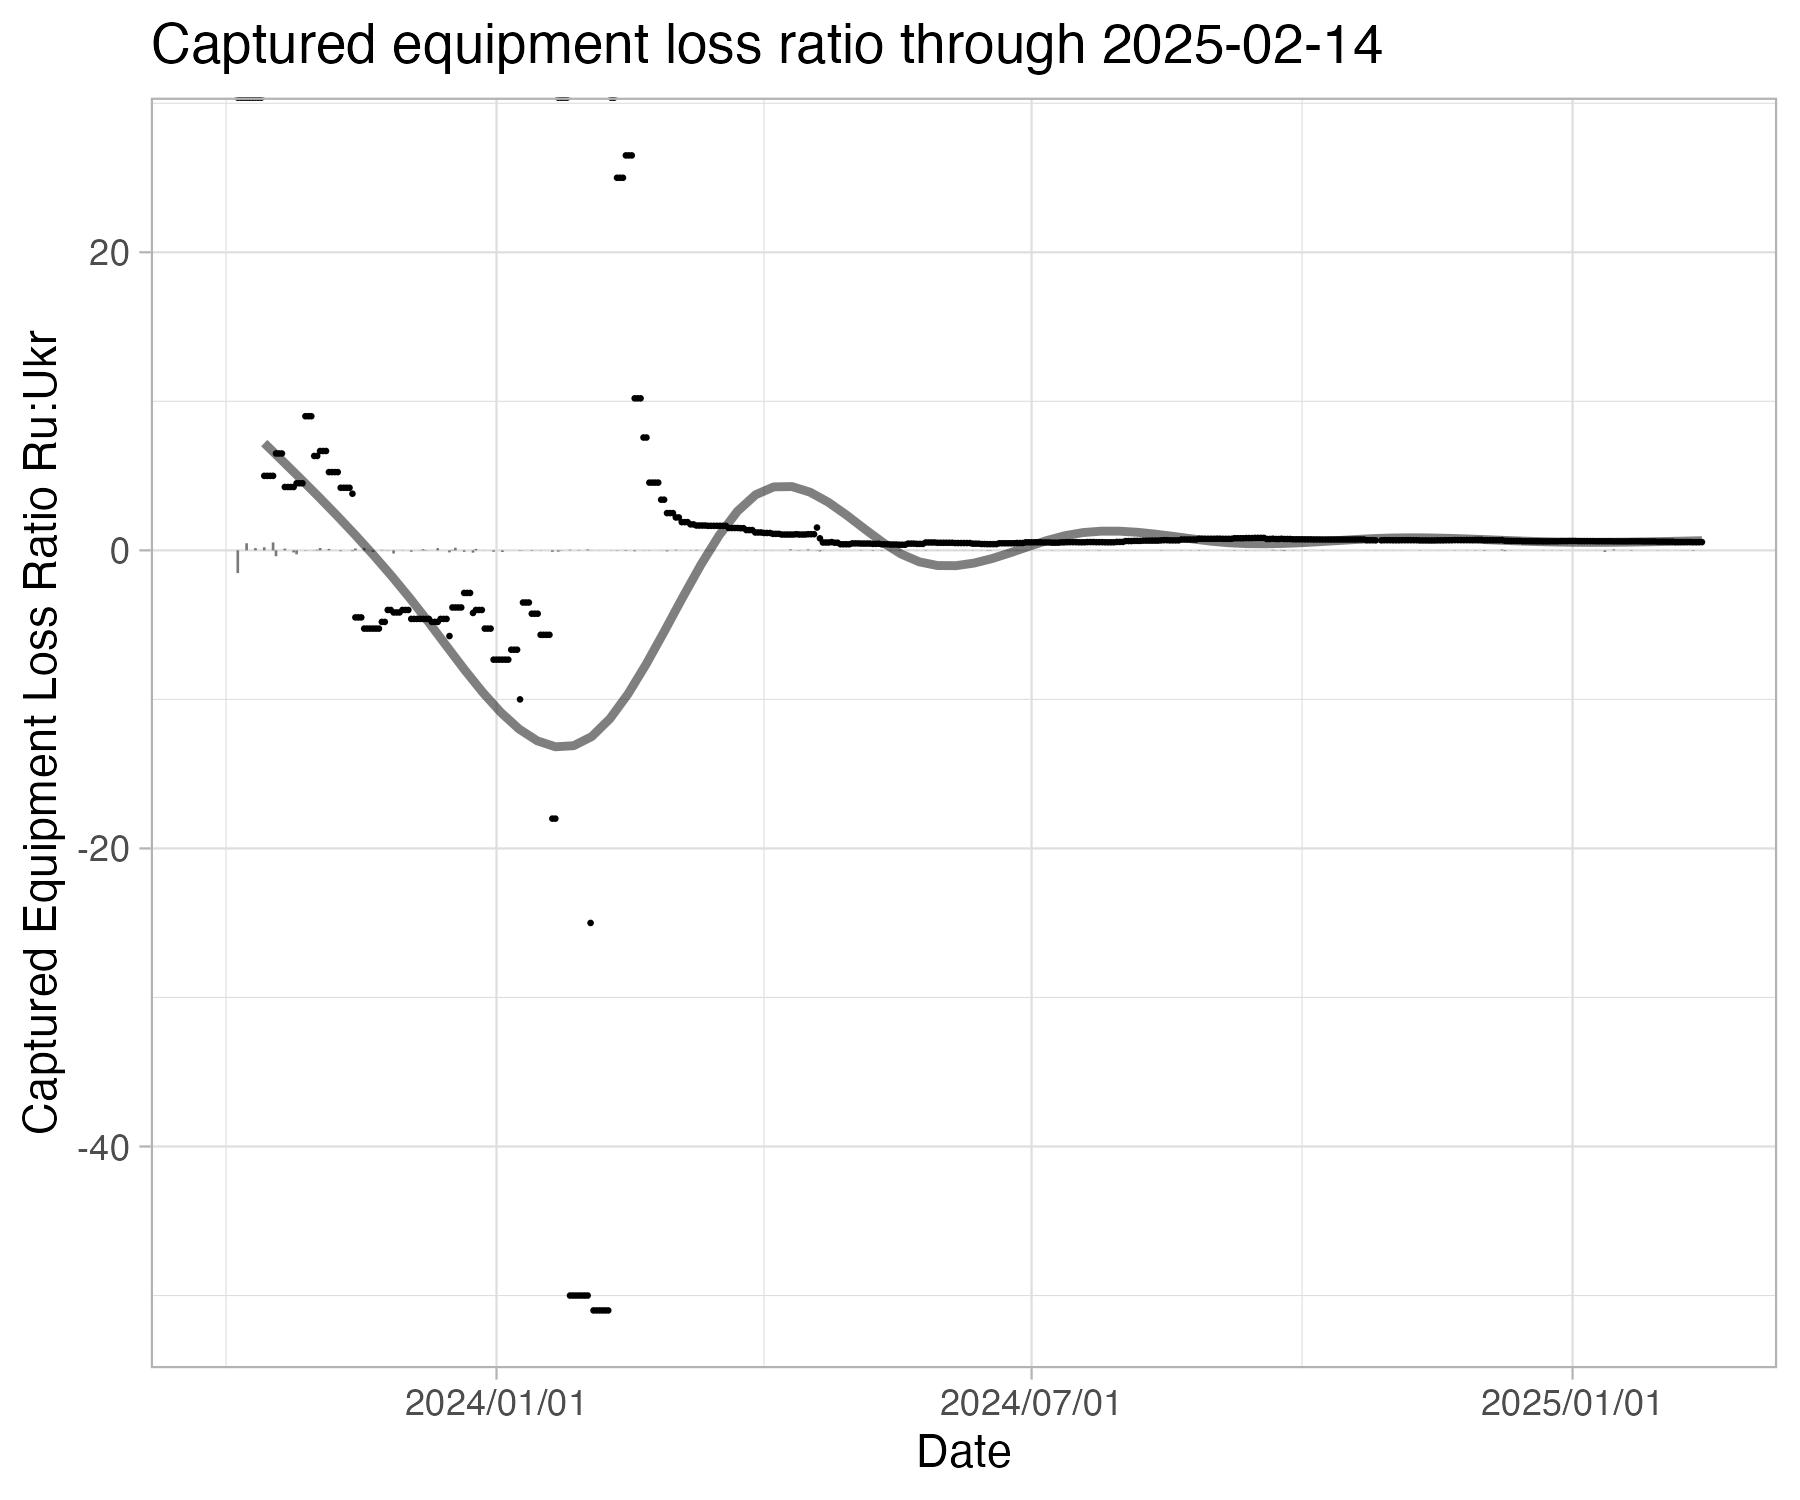 Captured equipment loss ratio through 2025-02-14
Captured Equipment Loss Ratio Ru:Ukr
20
0
-20
-40
2024/01/01
2024/07/01
2025/01/01
Date